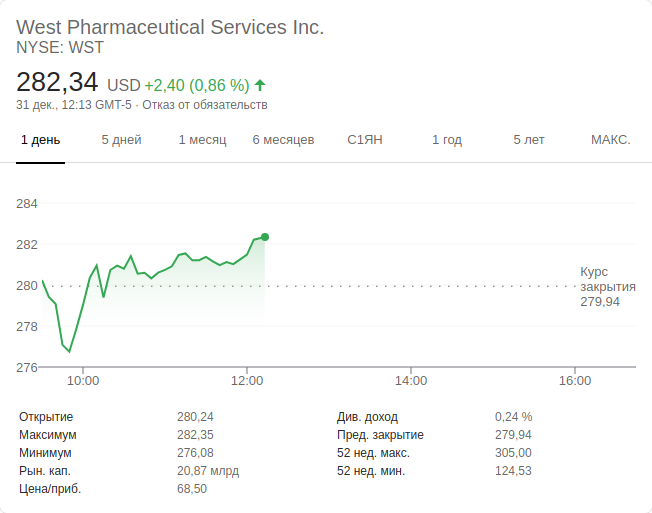 West Pharmaceutical Services Inc.
NYSE: WST
282,34 USD +2,40 (0,86 %)
31 дек., 12:13 GMT-5 · Отказ от обязательств
1 день 5 дней 1 месяц 6 месяцев С1ЯН 1 год 5 лет МАКС.
284
282
280
278
276
Курс
закрытия
279,94
10:00 12:00 14:00 16:00
Открытие 280,24 Див. доход 0,24 %
Максимум 282,35 Пред. закрытие 279,94
Минимум 276,08 52 нед. макс. 305,00
Рын. кап. 20,87 млрд 52 нед. мин. 124,53
Цена/приб. 68,50